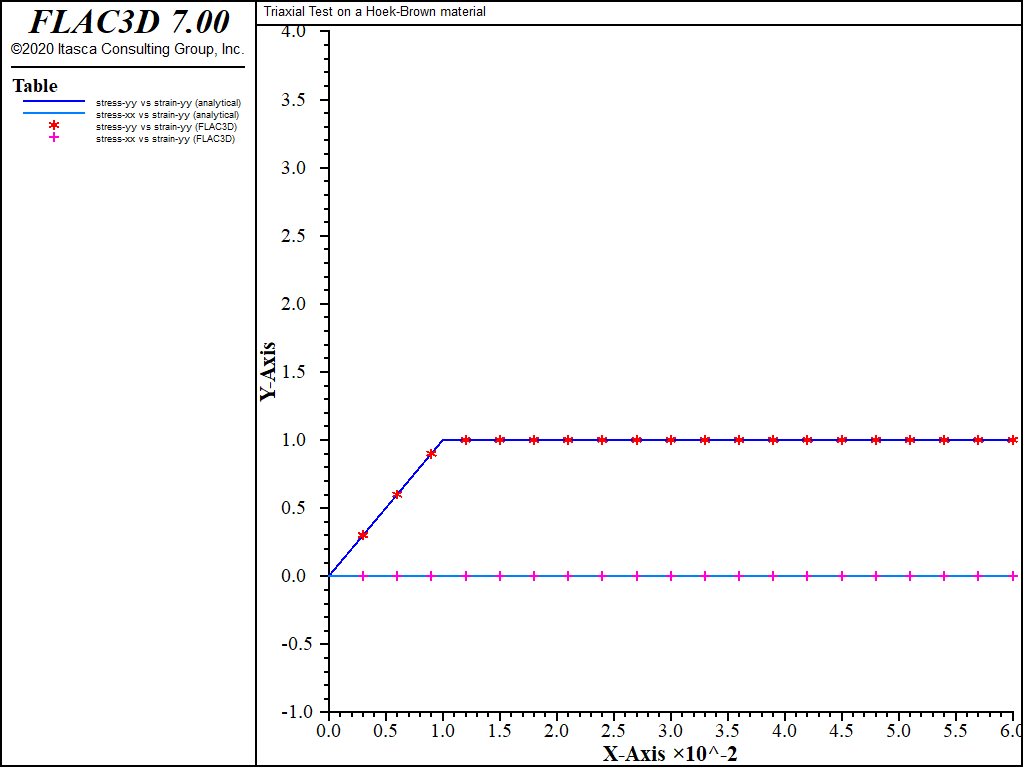 FLAC3D 7.00
©2020 Itasca Consulting Group, Inc.
Table
stress-yy vs strain-yy (analytical)
stress-xx vs strain-yy (analytical)
stress-yy vs strain-yy (FLAC3D)
stress-xx vs strain-yy (FLAC3D)
Triaxial Test on a Hoek-Brown material
4.0
3.5
3.0
2.5
2.0
1.5
1.0
0.5
0.0
-0.5
-1.0
Y-Axis
0.0 0.5 1.0 1.5 2.0 2.5 3.0 3.5 4.0 4.5 5.0 5.5 6.0
X-Axis ×10^-2